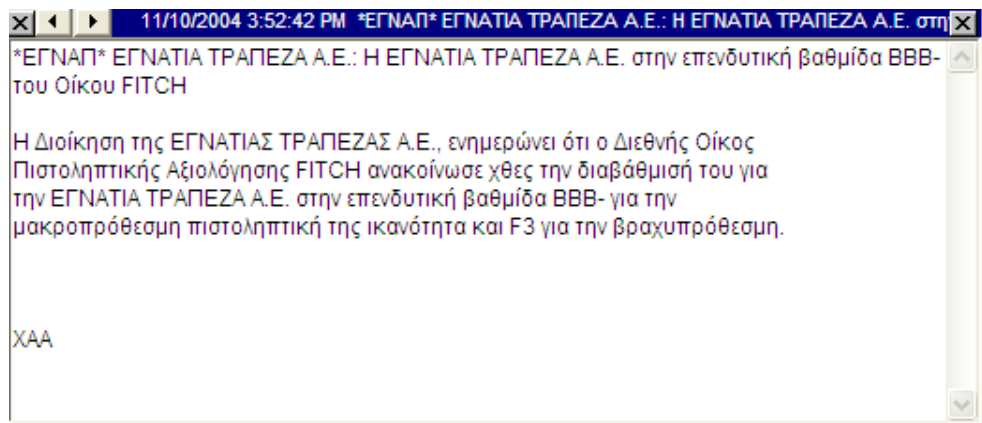 11/10/2004 3:52:42 PM *ΕΓΝΑΠ* ΕΓΝΑΤΙΑ ΤΡΑΠΕΖΑ Α.Ε.: Η ΕΓΝΑΤΙΑ ΤΡΑΠΕΖΑ Α.Ε. στη
*ΕΓΝΑΠ* ΕΓΝΑΤΙΑ ΤΡΑΠΕΖΑ Α.Ε.: Η ΕΓΝΑΤΙΑ ΤΡΑΠΕΖΑ Α.Ε. στην επενδυτική βαθμίδα BBB-
του Οίκου FITCH
Η Διοίκηση της ΕΓΝΑΤΙΑΣ ΤΡΑΠΕΖΑΣ Α.Ε., ενημερώνει ότι ο Διεθνής Οίκος
Πιστοληπτικής Αξιολόγησης FITCH ανακοίνωσε χθες την διαβάθμισή του για
την ΕΓΝΑΤΙΑ ΤΡΑΠΕΖΑ Α.Ε. στην επενδυτική βαθμίδα BBB- για την
μακροπρόθεσμη πιστοληπτική της ικανότητα και F3 για την βραχυπρόθεσμη.
ΧΑΑ